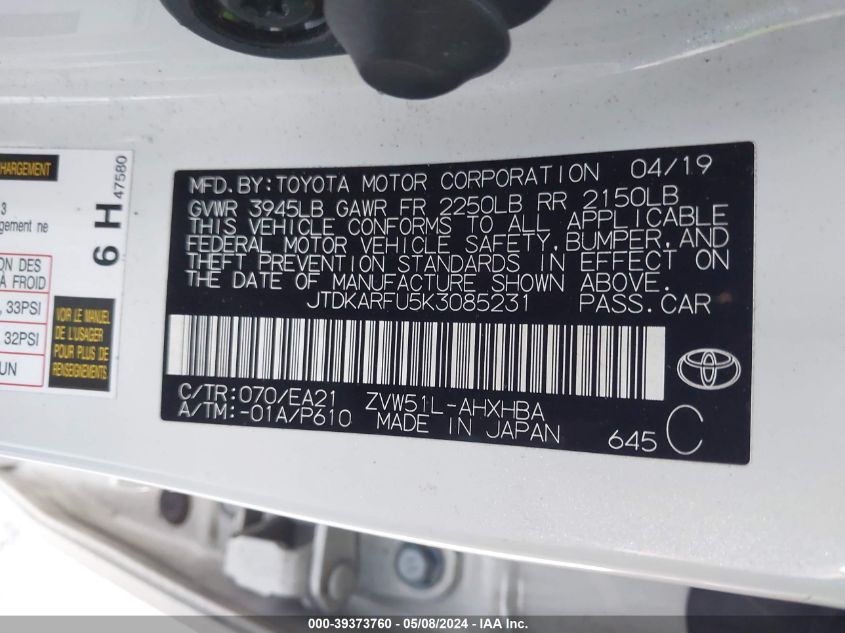 CHARGEMENT
3
gement ne
6 H 47580
ON DES
À FROID
, 33PSI
, 32PSI
UN
VOIR LE MANUEL
DE L'USAGER
POUR PLUS DE
RENSEIGNEMENTS
MFD.BY:TOYOTA MOTOR CORPORATION 04/19
GVWR 3945LB GAWR FR 2250LB RR 2150LB
THIS VEHICLE CONFORMS TO ALL APPLICABLE
FEDERAL MOTOR VEHICLE SAFETY,BUMPER,AND
THEFT PREVENTION STANDARDS IN EFFECT ON
THE DATE OF MANUFACTURE SHOWN ABOVE.
JTDKARFU5K3085231 PASS.CAR
C/TR:070/EA21 ZVW51L-AHXHBA
A/TM:-01A/P610 MADE IN JAPAN 645 C
000-39373760 - 05/08/2024 - IAA Inc.